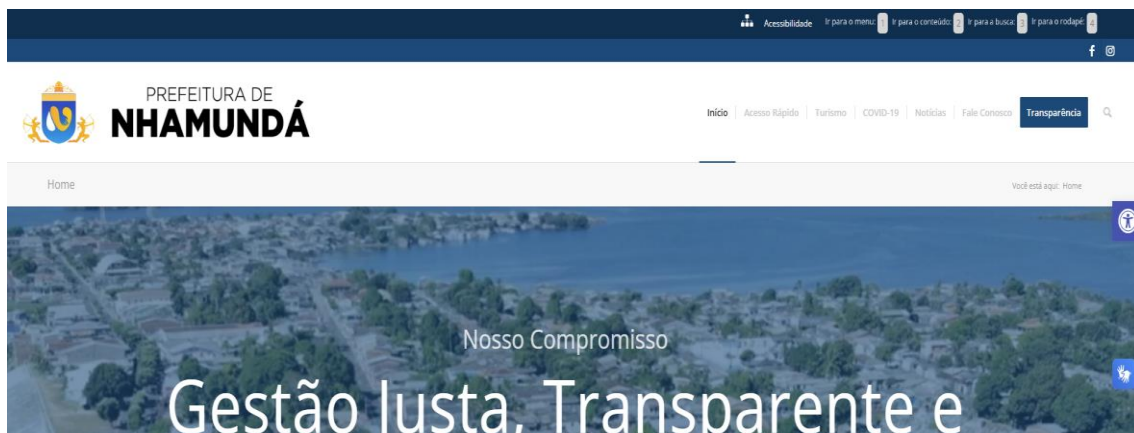 Acessibilidade Ir para o menu: 1 Ir para o conteúdo: 2 Ir para a busca: 3 Ir para o rodapé: 4
PREFEITURA DE
NHAMUNDÁ
Início Acesso Rápido Turismo COVID-19 Notícias Fale Conosco Transparência
Home
Você está aqui: Home
Nosso Compromisso
Gestão Justa, Transparente e